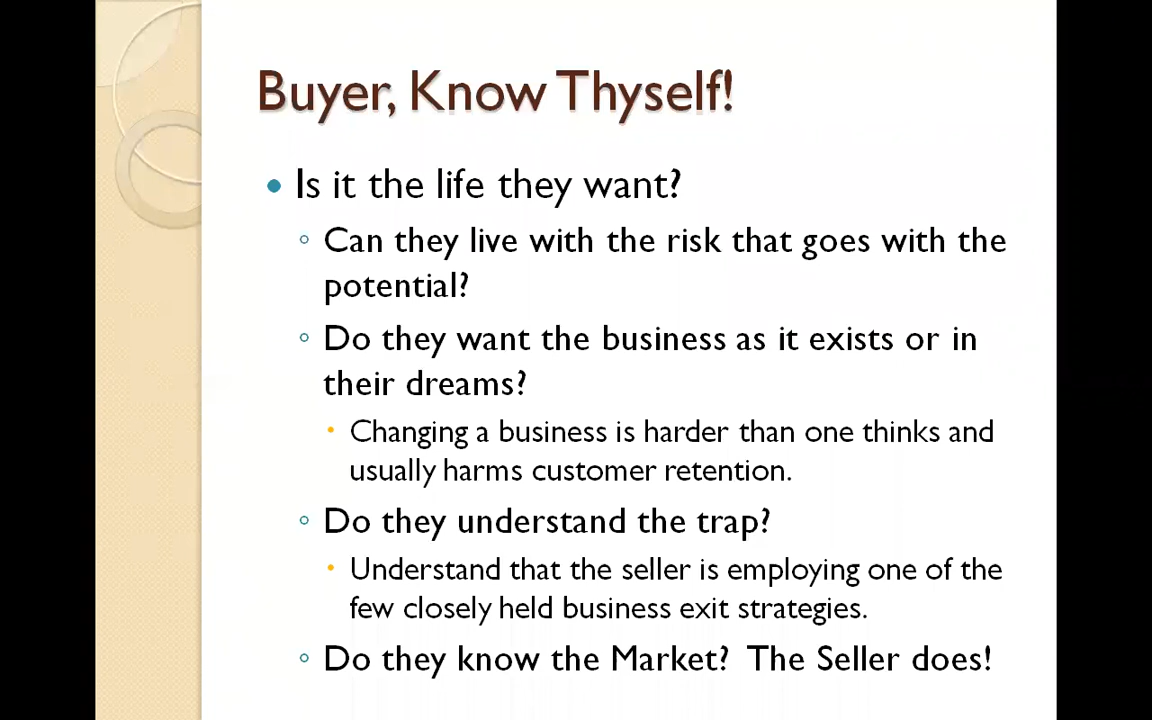 Buyer, Know Thyself!
Is it the life they want?
Can they live with the risk that goes with the
potential?
Do they want the business as it exists or in
their dreams?
Changing a business is harder than one thinks and
usually harms customer retention.
Do they understand the trap?
Understand that the seller is employing one of the
few closely held business exit strategies.
Do they know the Market?  The Seller does!